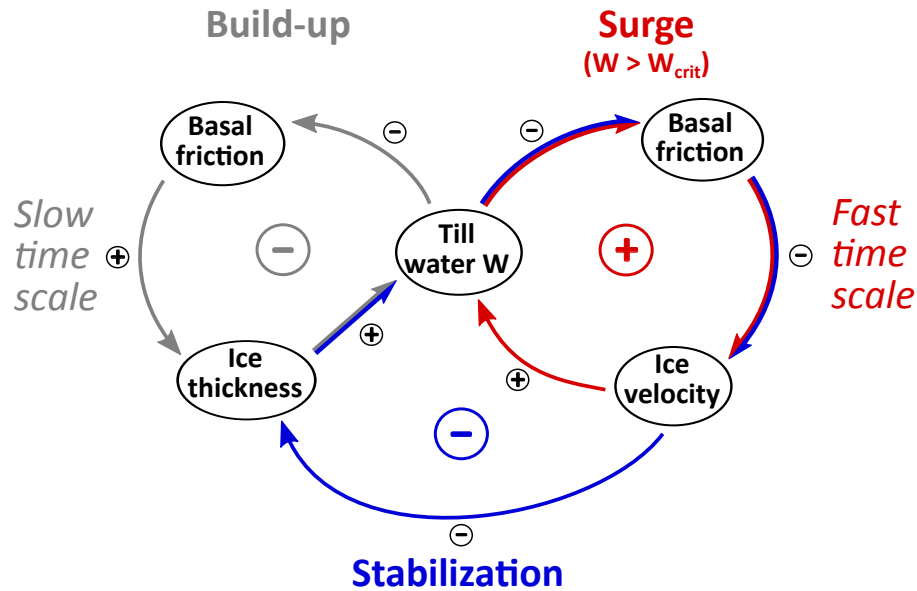 Build-up
Surge
(W > Wcrit)
Basal
friction
−
−
Basal
friction
Slow
time
scale
+
−
Till
water W
+
−
Fast
time
scale
Ice
thickness
+
+
Ice
velocity
−
−
Stabilization